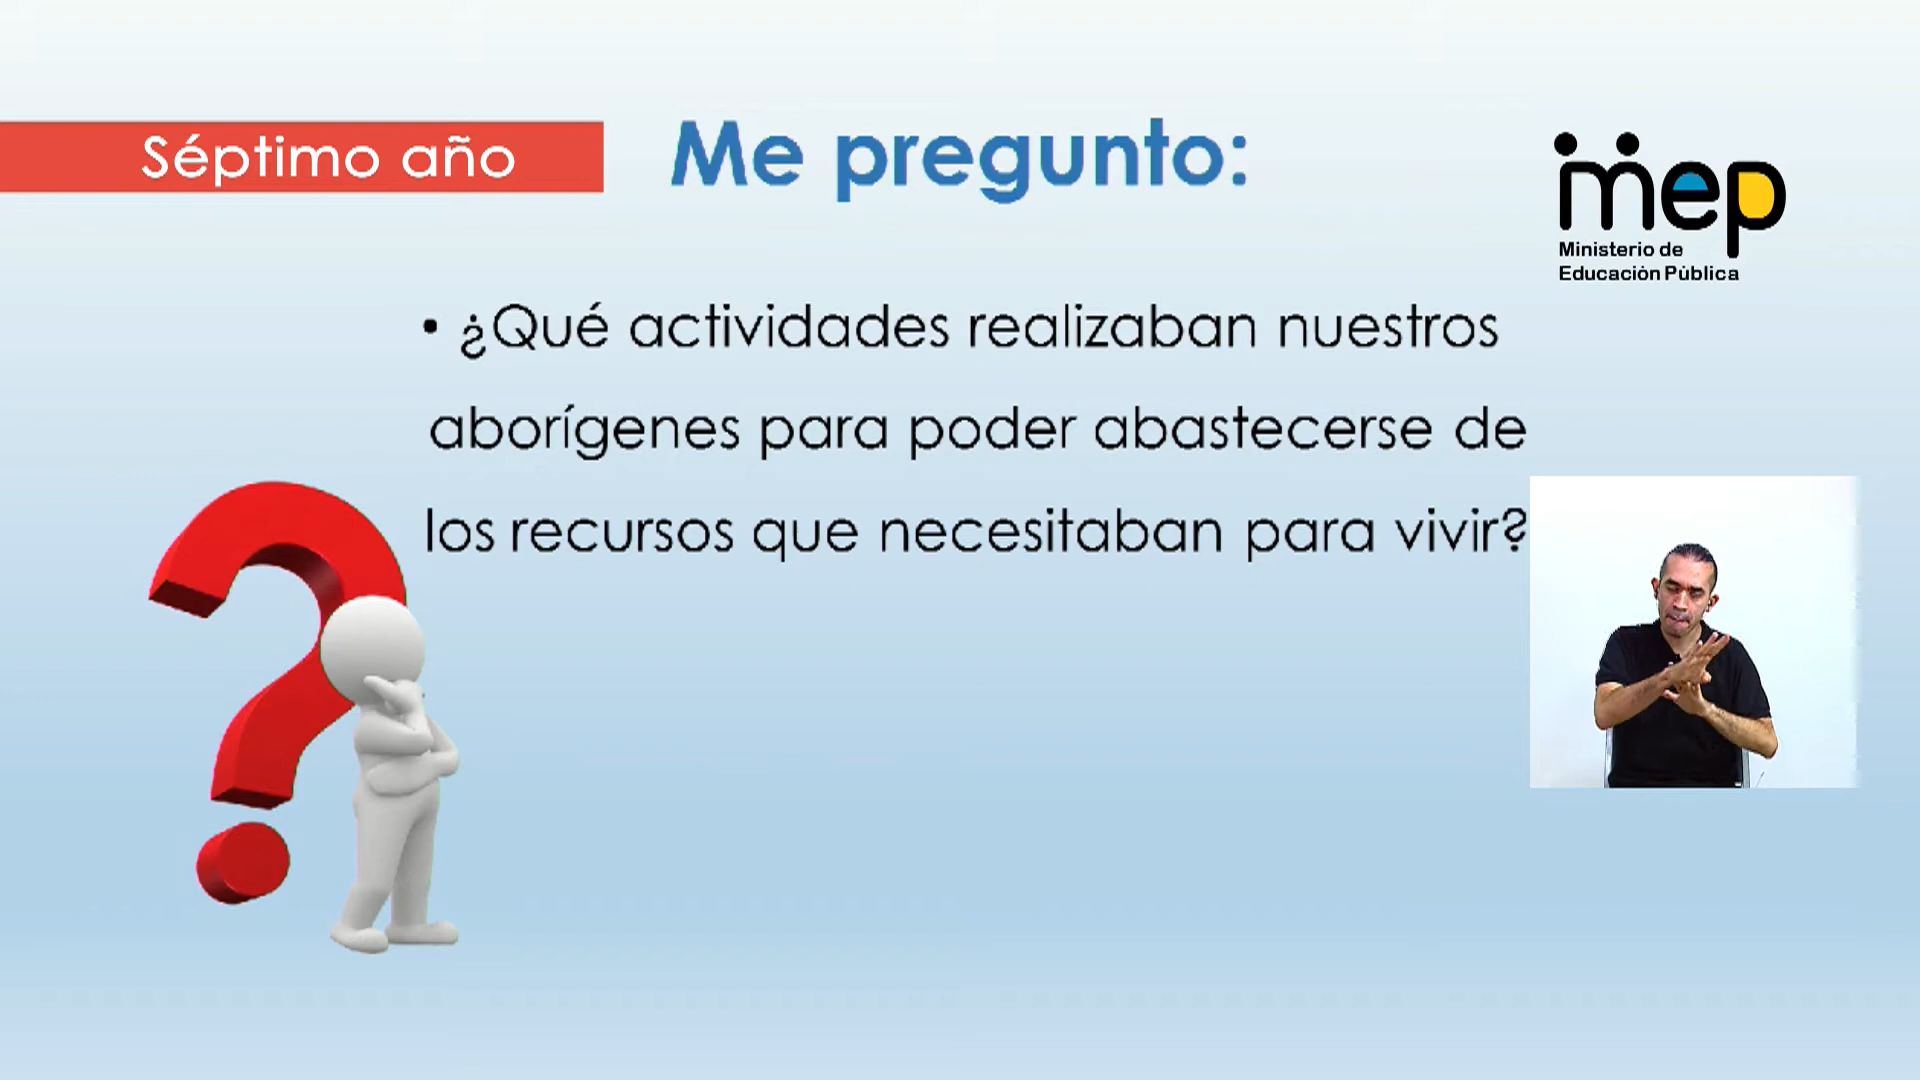 Séptimo año
Me pregunto:
mep
Ministerio de
Educación Pública
• ¿Qué actividades realizaban nuestros
aborígenes para poder abastecerse de
los recursos que necesitaban para vivir?